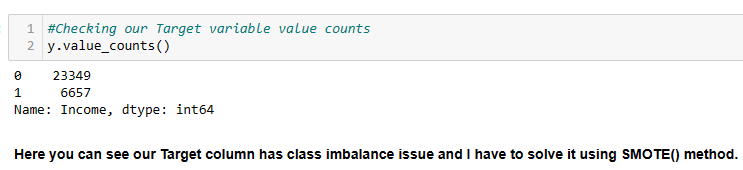 1 #Checking our Target variable value counts
2 y.value_counts()
0    23349
1     6657
Name: Income, dtype: int64
Here you can see our Target column has class imbalance issue and I have to solve it using SMOTE() method.